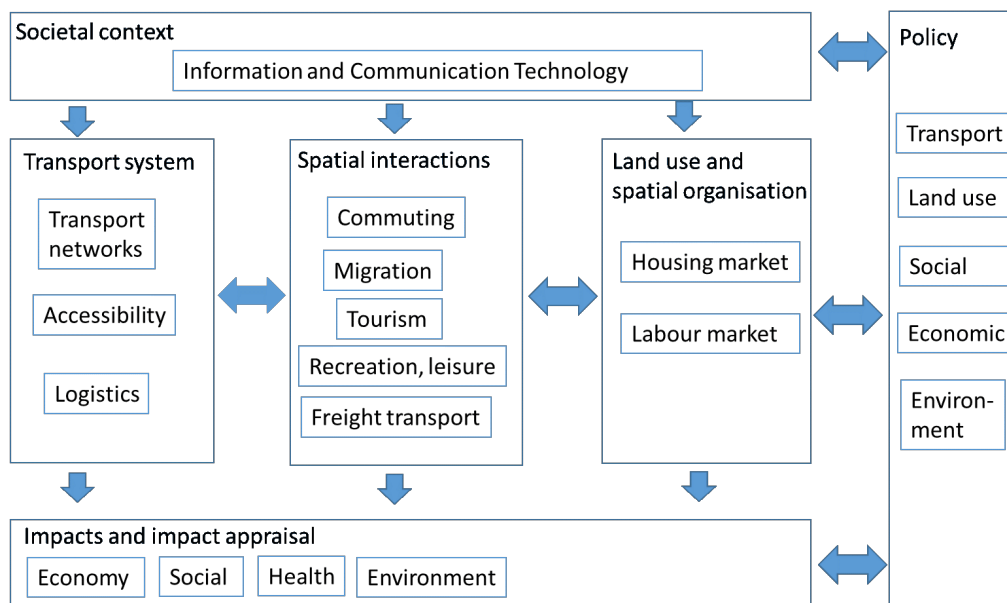 Societal context
Information and Communication Technology
Transport system
Transport
networks
Accessibility
Logistics
Spatial interactions
Commuting
Migration
Tourism
Recreation, leisure
Freight transport
Land use and
spatial organisation
Housing market
Labour market
Impacts and impact appraisal
Economy
Social
Health
Environment
Policy
Transport
Land use
Social
Economic
Environ-
ment